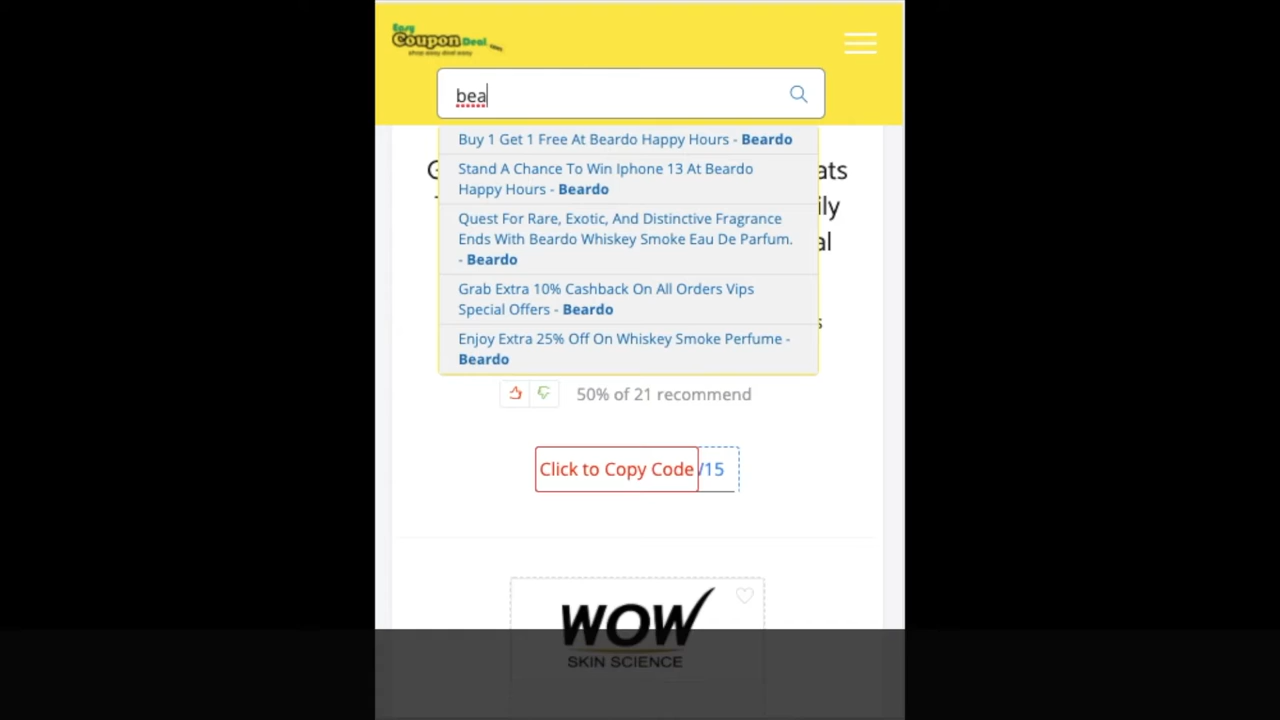 Easy
Coupon Deal .com
shop easy deal easy
bea
Buy 1 Get 1 Free At Beardo Happy Hours - Beardo
Stand A Chance To Win Iphone 13 At Beardo
Happy Hours - Beardo
Quest For Rare, Exotic, And Distinctive Fragrance
Ends With Beardo Whiskey Smoke Eau De Parfum.
- Beardo
Grab Extra 10% Cashback On All Orders Vips
Special Offers - Beardo
Enjoy Extra 25% Off On Whiskey Smoke Perfume -
Beardo
ats
ily
al
s
50% of 21 recommend
Click to Copy Code /15
WOW
SKIN SCIENCE